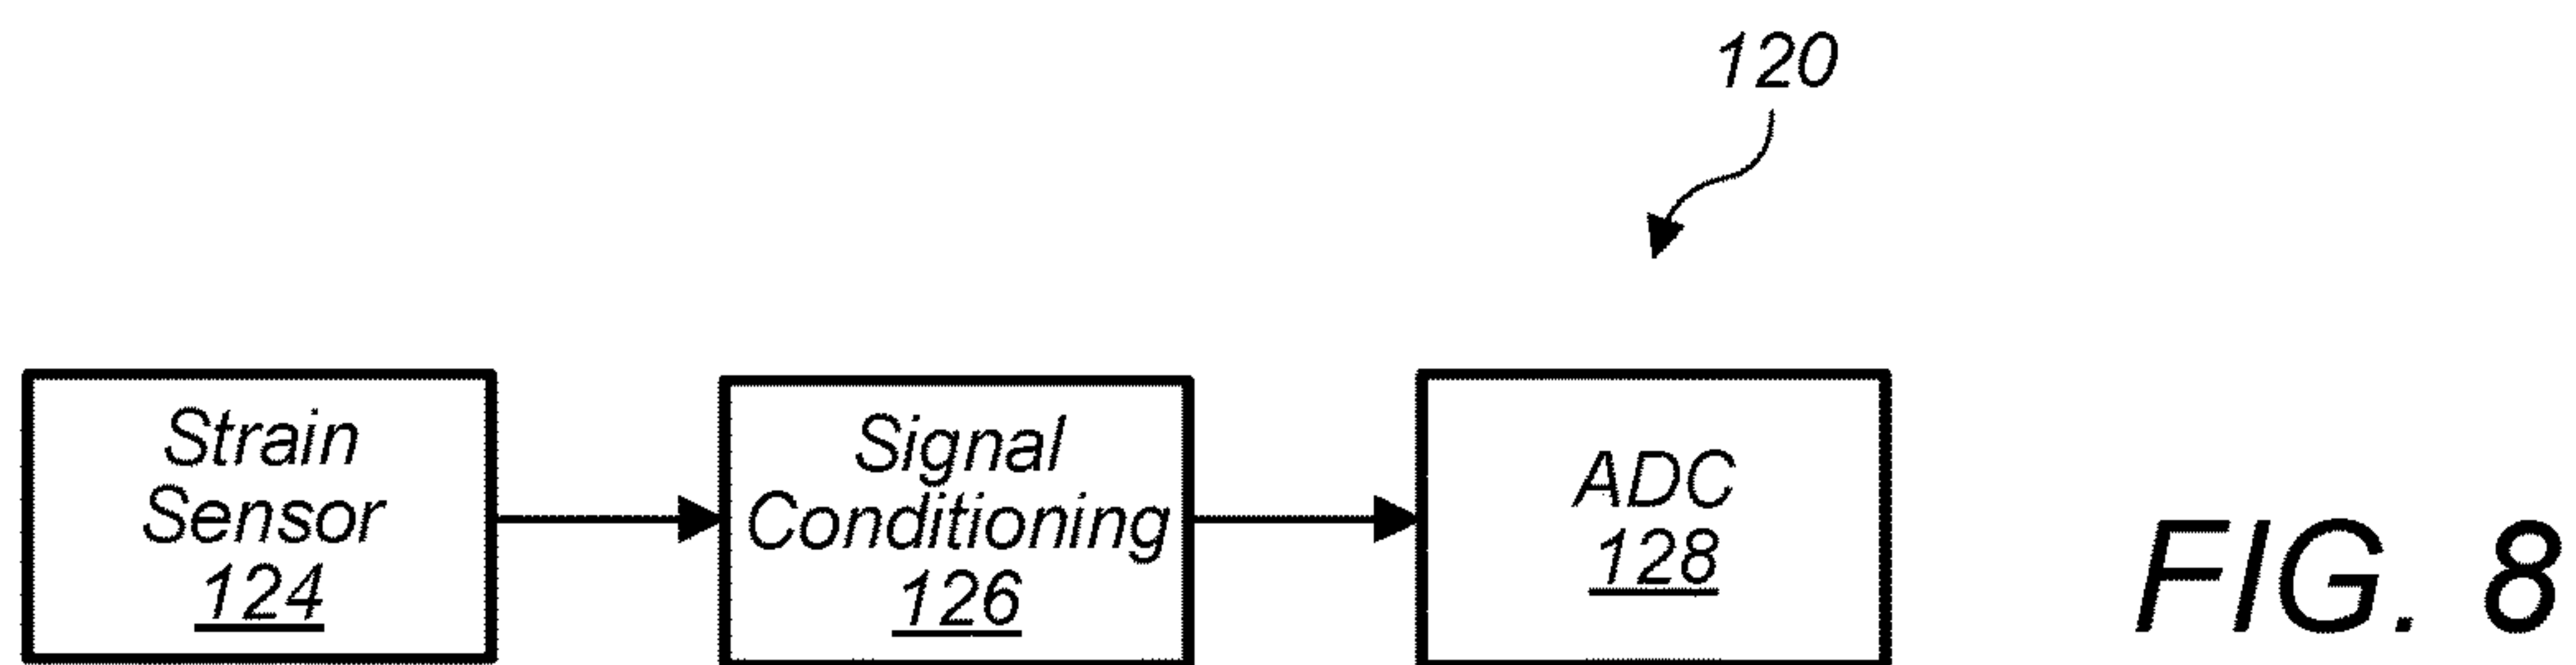 120
Strain
Sensor
124
Signal
Conditioning
126
ADC
128
FIG. 8